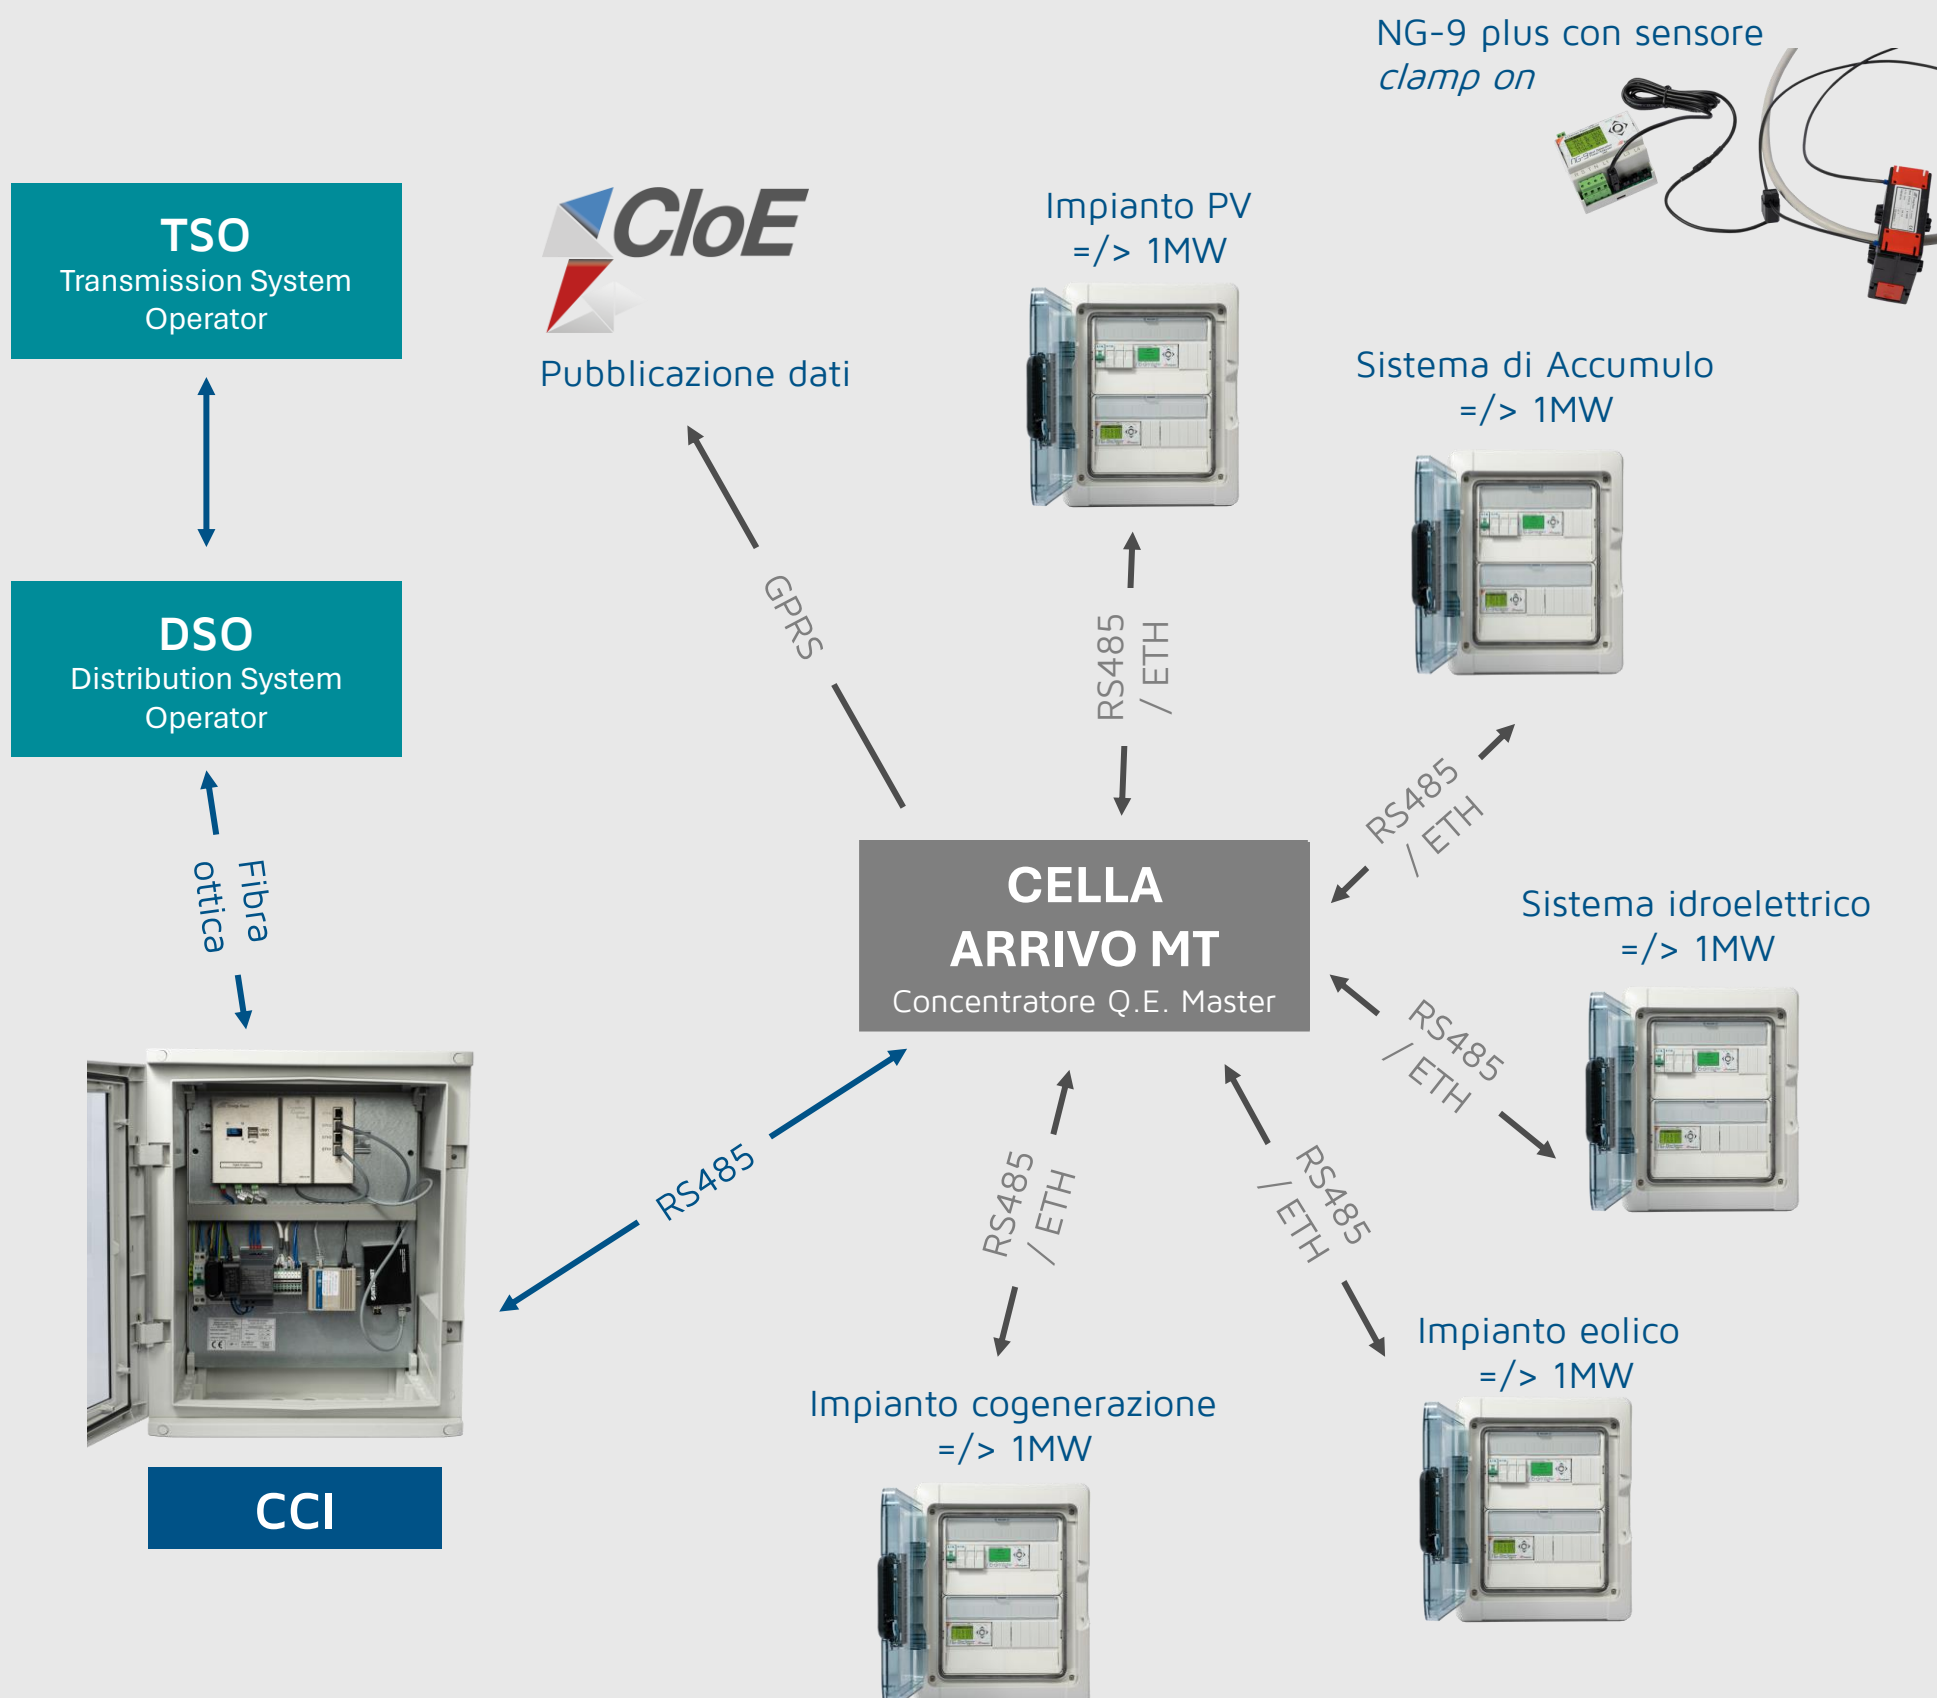 NG-9 plus con sensore
clamp on
TSO
Transmission System
Operator
CloE
Pubblicazione dati
Impianto PV
=/> 1MW
Sistema di Accumulo
=/> 1MW
GPRS
RS485
/ ETH
DSO
Distribution System
Operator
RS485
/ ETH
Fibra
ottica
CELLA
ARRIVO MT
Concentratore Q.E. Master
Sistema idroelettrico
=/> 1MW
RS485
/ ETH
RS485
RS485
/ ETH
RS485
/ ETH
Impianto eolico
=/> 1MW
Impianto cogenerazione
=/> 1MW
CCI